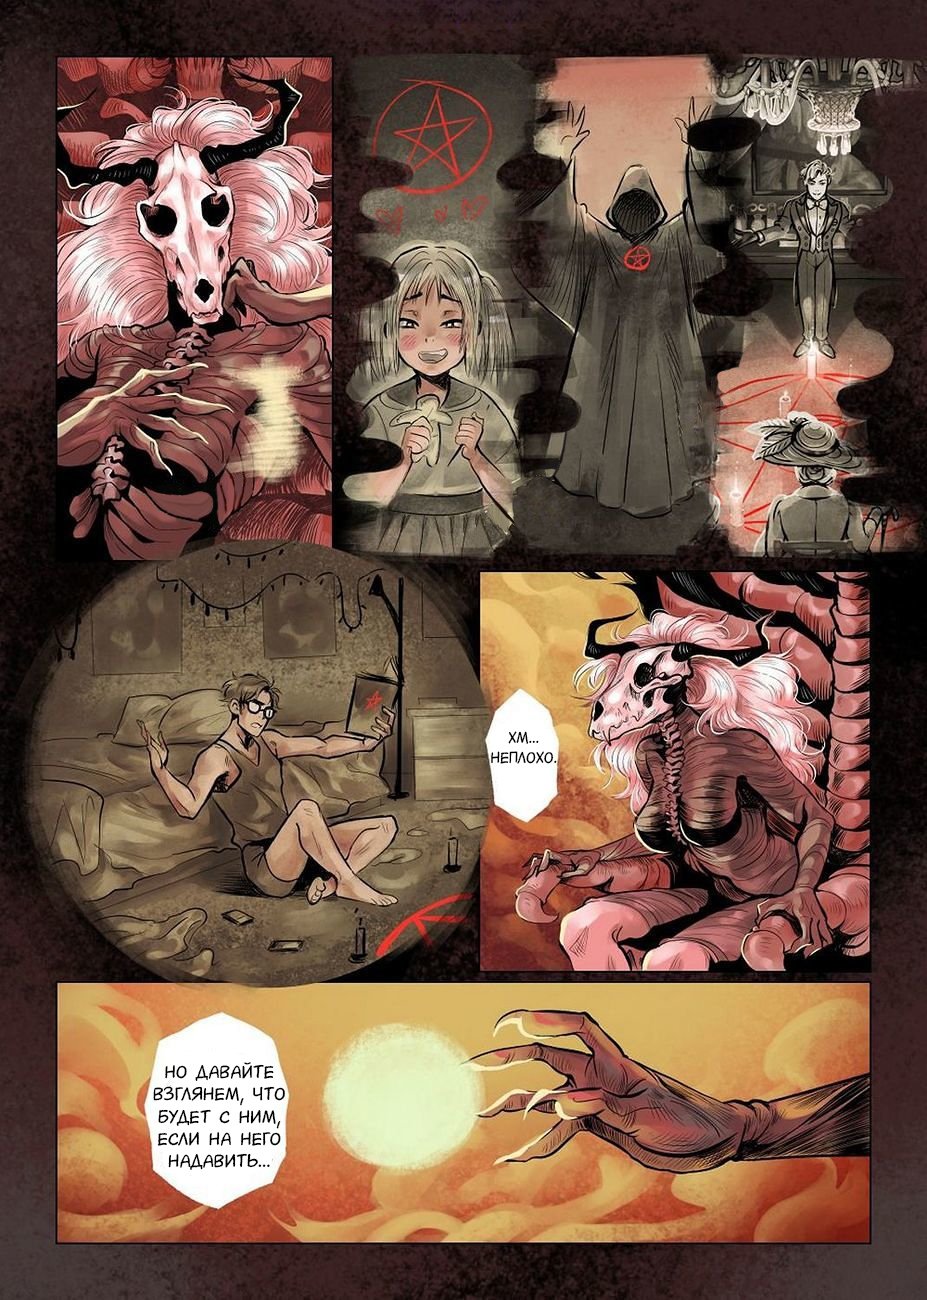 ХМ...
НЕПЛОХО.
НО ДАВАЙТЕ
ВЗГЛЯНЕМ, ЧТО
БУДЕТ С НИМ,
ЕСЛИ НА НЕГО
НАДАВИТЬ...